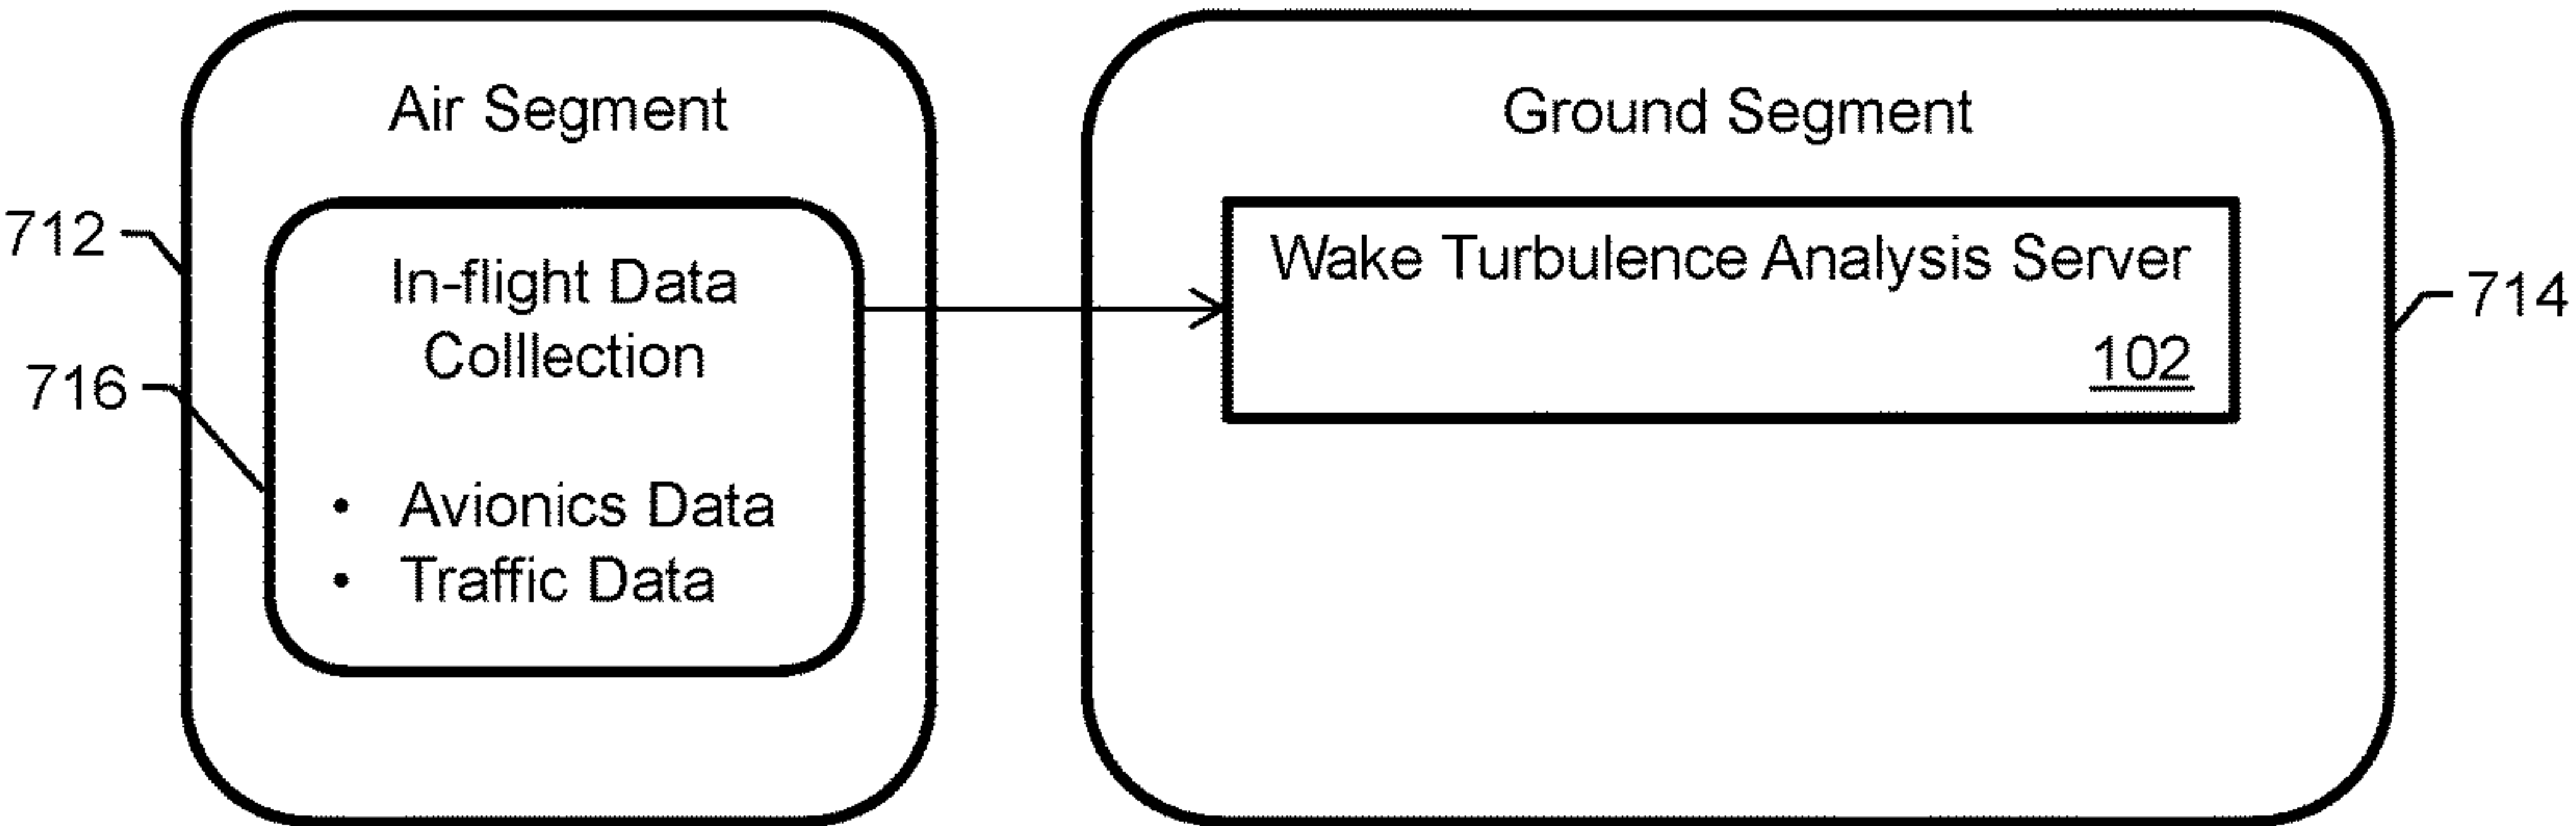 Air Segment
Ground Segment
712
In-flight Data
Colllection
716
• Avionics Data
• Traffic Data
Wake Turbulence Analysis Server
102
714